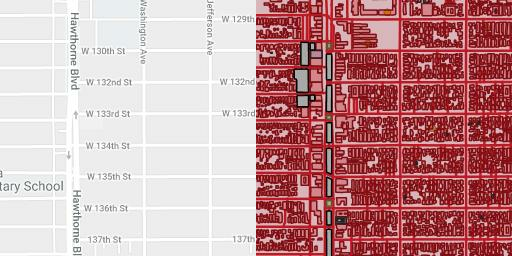 Hawthorne Blvd
Washington Ave
Jefferson Ave
W 129th
W 130th St
W 132nd St
W 132nd
W 133rd St
W 133rd
W 134th St
W 135th St
tary School
W 136th St
Hawthorne Bl
137th St
137th